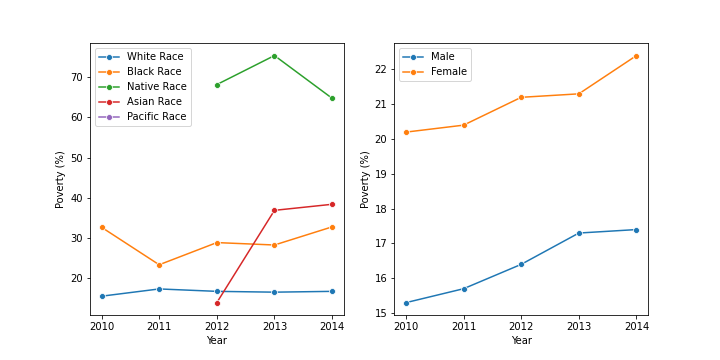 White Race
Black Race
Native Race
Asian Race
Pacific Race
70
60
50
40
30
20
Poverty (%)
2010 2011 2012 2013 2014
Year
Male
Female
22
21
20
19
18
17
16
15
Poverty (%)
2010 2011 2012 2013 2014
Year